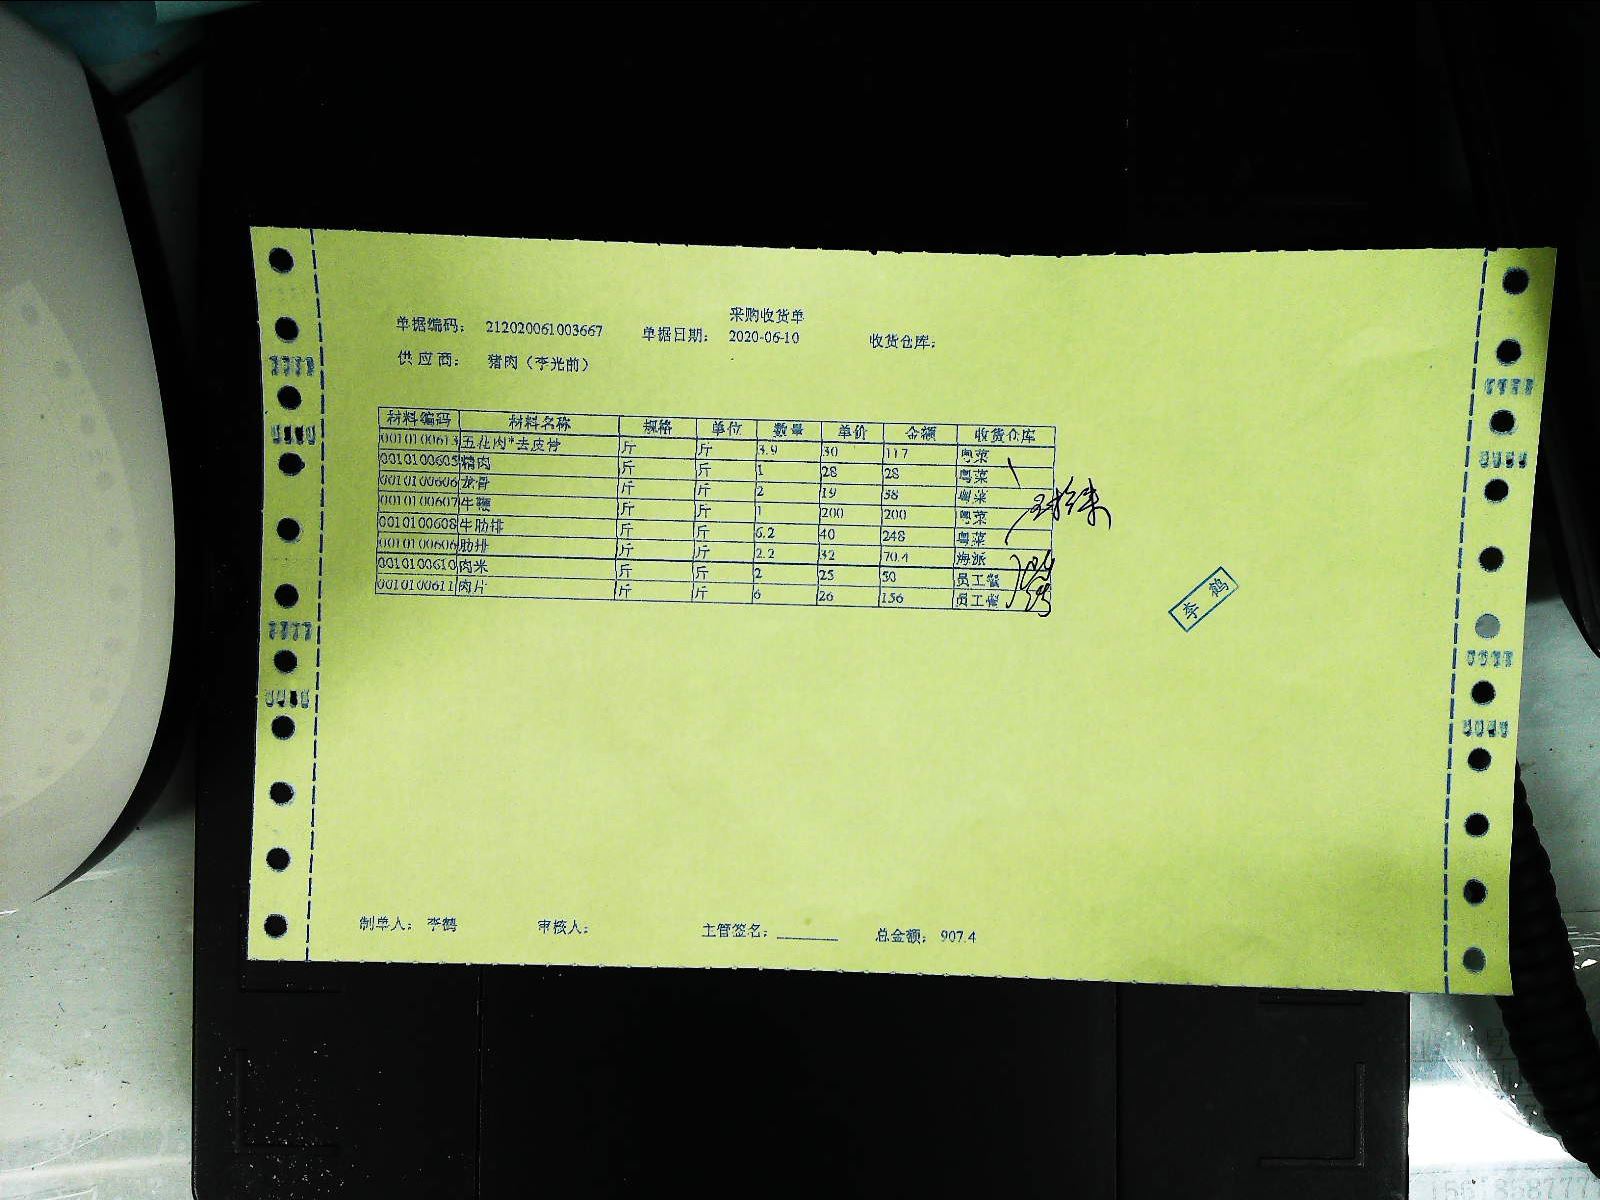 采购收货单
单据编码： 212020061003667 单据日期： 2020-06-10 收货仓库：
供应商： 猪肉（李光前）
材料编码 材料名称 规格 单位 数量 单价 金额 收货仓库
0010100613 五花肉*去皮骨 斤 斤 3.9 30 117 粤菜
0010100605 精肉 斤 斤 1 28 28 粤菜
0010100606 龙骨 斤 斤 2 19 38 粤菜
0010100607 牛鞭 斤 斤 1 200 200 粤菜
0010100608 牛肋排 斤 斤 6.2 40 248 粤菜
0010100606 肋排 斤 斤 2.2 32 70.4 海派
0010100610 肉米 斤 斤 2 25 50 员工餐
0010100611 肉片 斤 斤 6 26 156 员工餐
李鹤
制单人： 李鹤 审核人： 主管签名： 总金额： 907.4